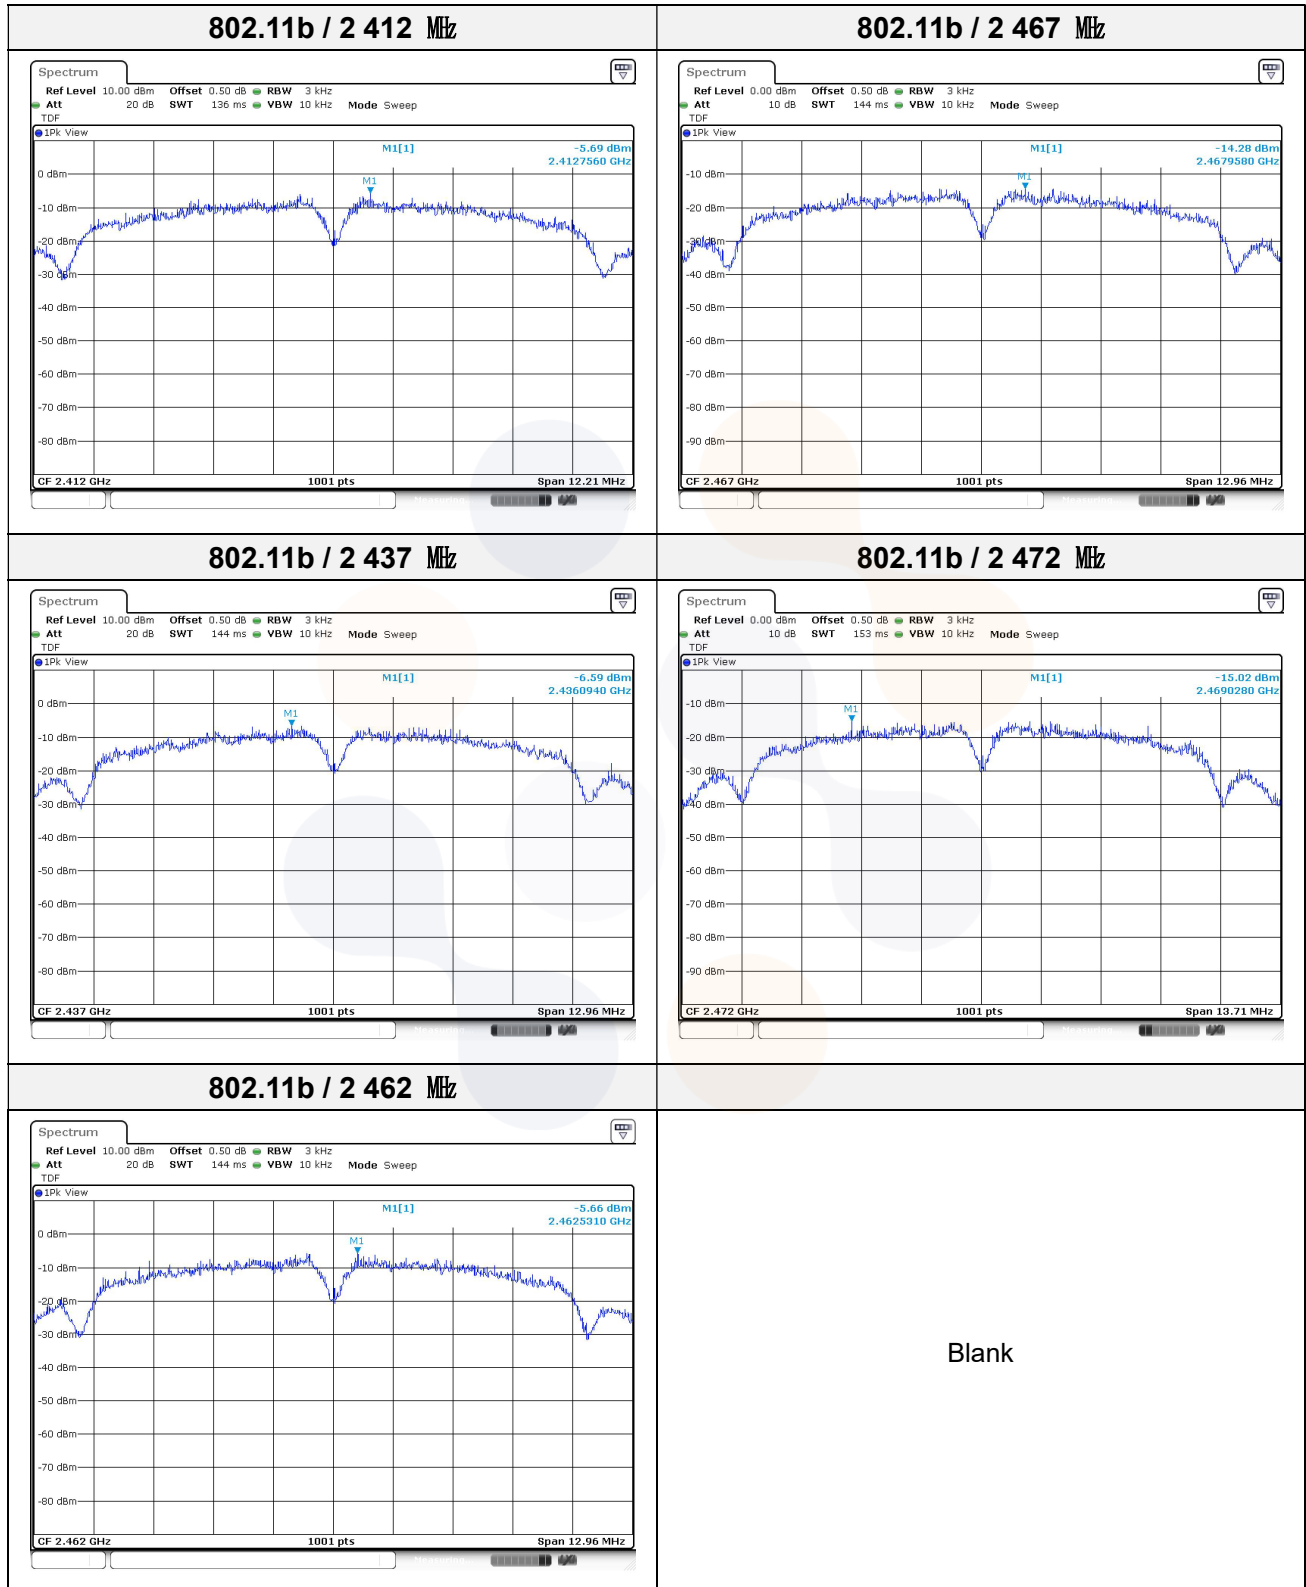 802.11b / 2 412 ㎒
Spectrum
Ref Level 10.00 dBm Offset 0.50 dB RBW 3 kHz
Att 20 dB SWT 136 ms VBW 10 kHz Mode Sweep
TDF
1Pk View
M1[1] -5.69 dBm
2.4127560 GHz
0 dBm
M1
-10 dBm
-20 dBm
-30 dBm
-40 dBm
-50 dBm
-60 dBm
-70 dBm
-80 dBm
CF 2.412 GHz 1001 pts Span 12.21 MHz
802.11b / 2 467 ㎒
Spectrum
Ref Level 0.00 dBm Offset 0.50 dB RBW 3 kHz
Att 10 dB SWT 144 ms VBW 10 kHz Mode Sweep
TDF
1Pk View
M1[1] -14.28 dBm
2.4679580 GHz
-10 dBm
M1
-20 dBm
-30 dBm
-40 dBm
-50 dBm
-60 dBm
-70 dBm
-80 dBm
-90 dBm
CF 2.467 GHz 1001 pts Span 12.96 MHz
Measuring...
802.11b / 2 437 ㎒
Spectrum
Ref Level 10.00 dBm Offset 0.50 dB RBW 3 kHz
Att 20 dB SWT 144 ms VBW 10 kHz Mode Sweep
TDF
1Pk View
M1[1] -6.59 dBm
2.4360940 GHz
0 dBm
M1
-10 dBm
-20 dBm
-30 dBm
-40 dBm
-50 dBm
-60 dBm
-70 dBm
-80 dBm
CF 2.437 GHz 1001 pts Span 12.96 MHz
Measuring...
802.11b / 2 472 ㎒
Spectrum
Ref Level 0.00 dBm Offset 0.50 dB RBW 3 kHz
Att 10 dB SWT 153 ms VBW 10 kHz Mode Sweep
TDF
1Pk View
M1[1] -15.02 dBm
2.4690280 GHz
-10 dBm
M1
-20 dBm
-30 dBm
-40 dBm
-50 dBm
-60 dBm
-70 dBm
-80 dBm
-90 dBm
CF 2.472 GHz 1001 pts Span 13.71 MHz
Measuring...
802.11b / 2 462 ㎒
Spectrum
Ref Level 10.00 dBm Offset 0.50 dB RBW 3 kHz
Att 20 dB SWT 144 ms VBW 10 kHz Mode Sweep
TDF
1Pk View
M1[1] -5.66 dBm
2.4625310 GHz
0 dBm
M1
-10 dBm
-20 dBm
-30 dBm
-40 dBm
-50 dBm
-60 dBm
-70 dBm
-80 dBm
CF 2.462 GHz 1001 pts Span 12.96 MHz
Blank